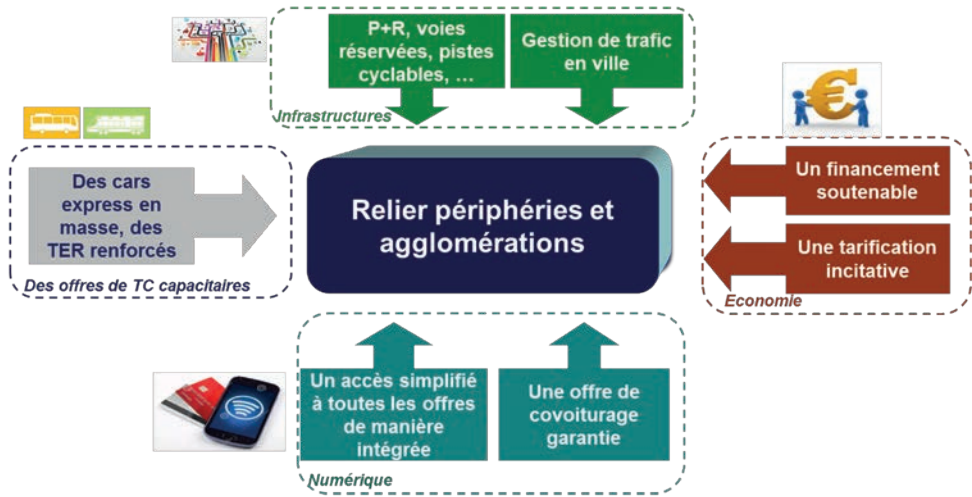 P+R, voies
réservées, pistes
cyclables, …
Gestion de trafic
en ville
Infrastructures
Des cars
express en
masse, des
TER renforcés
Des offres de TC capacitaires
Relier périphéries et
agglomérations
Un financement
soutenable
Une tarification
incitative
Economie
Un accès simplifié
à toutes les offres
de manière
intégrée
Une offre de
covoiturage
garantie
Numérique